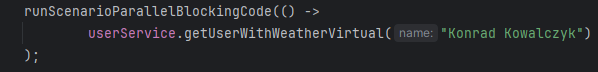 runScenarioParallelBlockingCode(() ->
userService.getUserWithWeatherVirtual( name: "Konrad Kowalczyk")
);